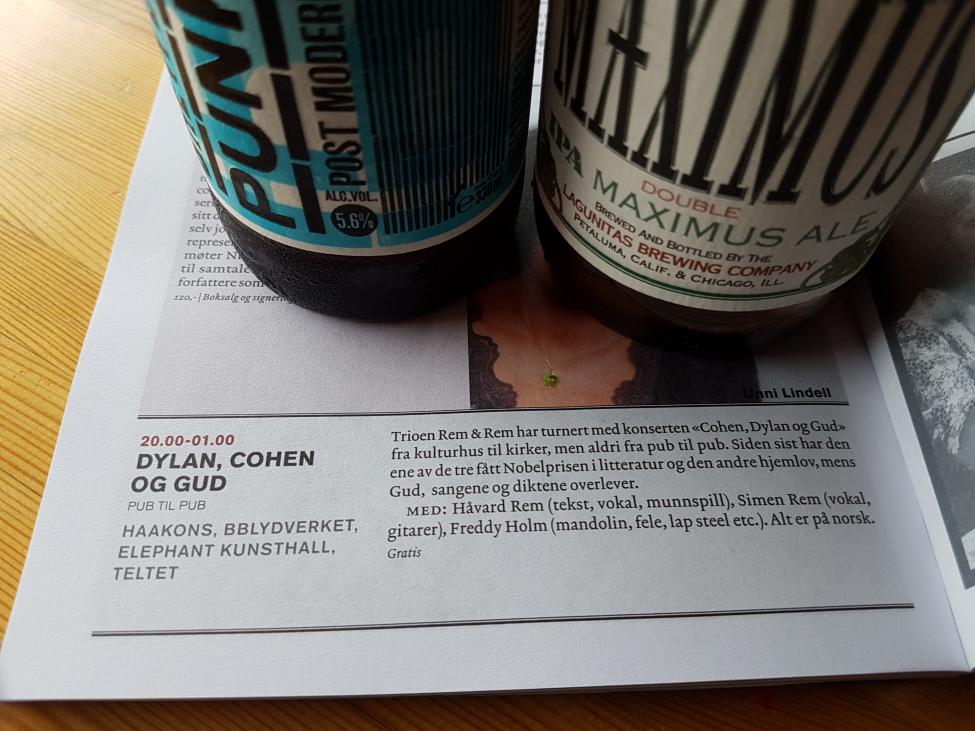 PUNK
POST MODERN
ALC.VOL.
5.6%
330ml
MAXIMUS
IPA
DOUBLE
MAXIMUS ALE
BREWED AND BOTTLED BY THE
LAGUNITAS BREWING COMPANY
PETALUMA, CALIF. & CHICAGO, ILL.
sitt
selv
møter
til samtale
forfattere som
120,- | Boksalg og
Unni Lindell
20.00-01.00
DYLAN, COHEN
OG GUD
PUB TIL PUB
HAAKONS, BBLYDVERKET,
ELEPHANT KUNSTHALL,
TELTET
Trioen Rem & Rem har turnert med konserten «Cohen, Dylan og Gud»
fra kulturhus til kirker, men aldri fra pub til pub. Siden sist har den
ene av de tre fått Nobelprisen i litteratur og den andre hjemlov, mens
Gud, sangene og diktene overlever.
MED: Håvard Rem (tekst, vokal, munnspill), Simen Rem (vokal,
gitarer), Freddy Holm (mandolin, fele, lap steel etc.). Alt er på norsk.
Gratis